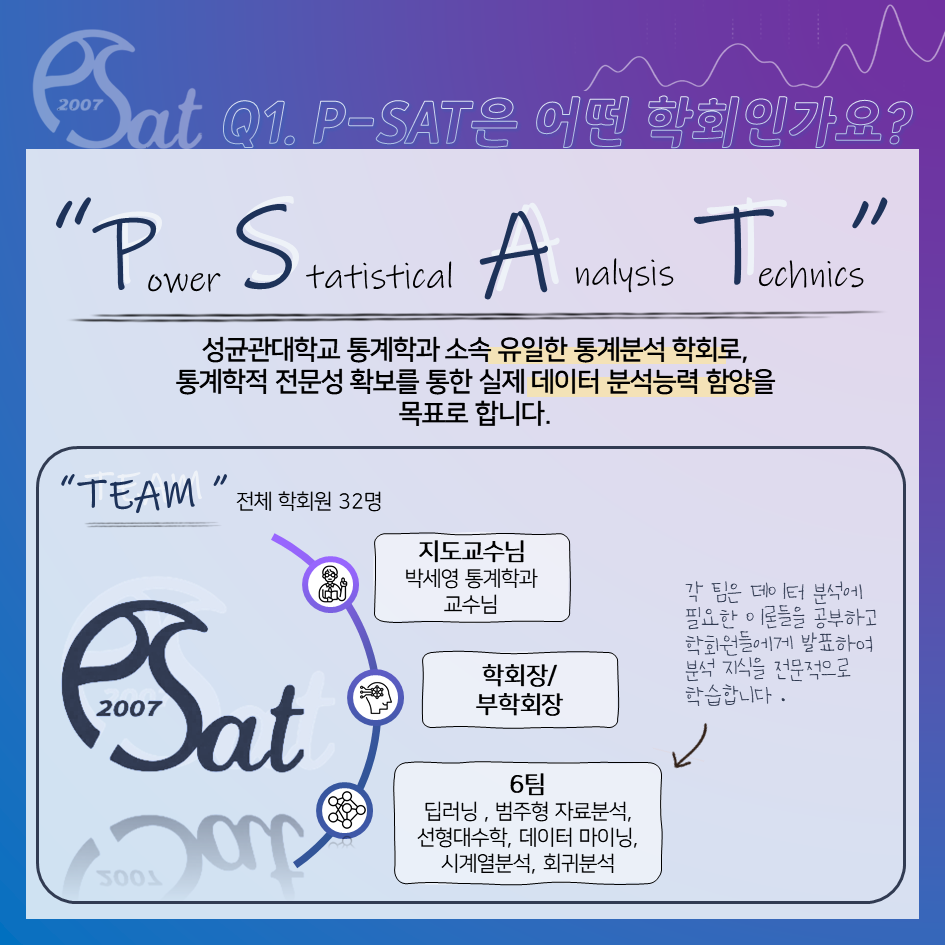 PSat
2007
Q1. P-SAT은 어떤 학회인가요?
“Power Statistical Analysis Technics”
성균관대학교 통계학과 소속 유일한 통계분석 학회로,
통계학적 전문성 확보를 통한 실제 데이터 분석능력 함양을
목표로 합니다.
“TEAM” 전체 학회원 32명
지도교수님
박세영 통계학과
교수님
학회장/
부학회장
6팀
딥러닝 , 범주형 자료분석,
선형대수학, 데이터 마이닝,
시계열분석, 회귀분석
각 팀은 데이터 분석에
필요한 이론들을 공부하고
학회원들에게 발표하여
분석 지식을 전문적으로
학습합니다 .
PSat
2007